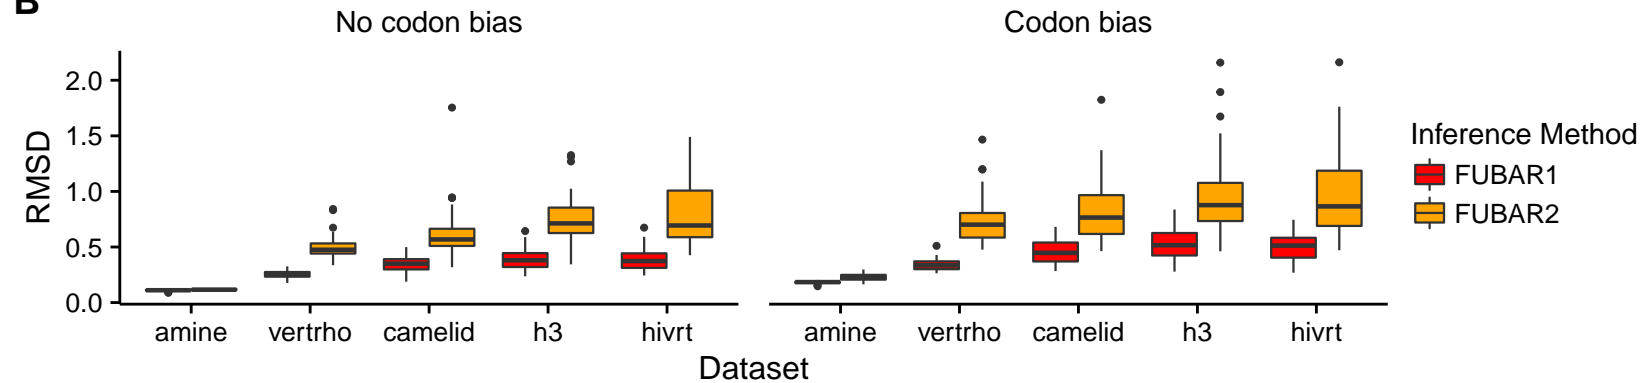 B
No codon bias
Codon bias
RMSD
2.0
1.5
1.0
0.5
0.0
amine vertrho camelid h3 hivrt
amine vertrho camelid h3 hivrt
Dataset
Inference Method
FUBAR1
FUBAR2